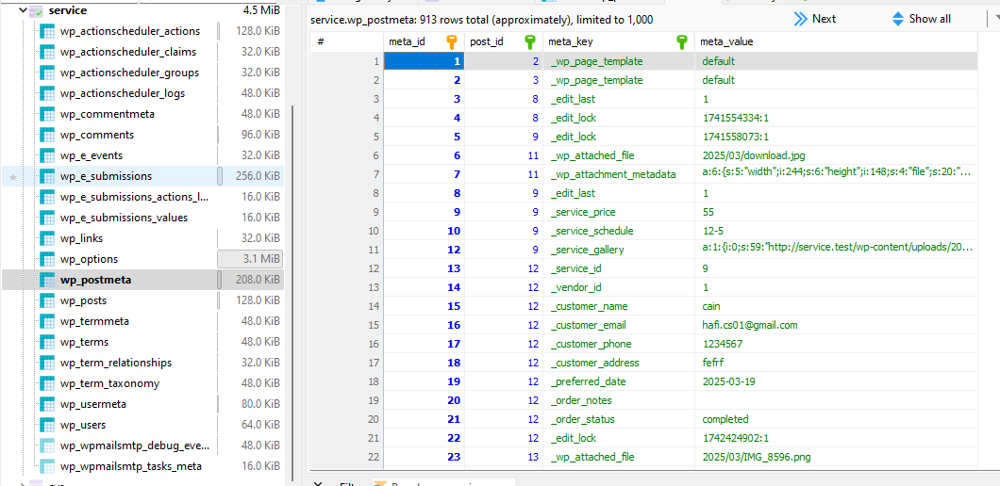 service 4.5 MiB
wp_actionscheduler_actions 128.0 KiB
wp_actionscheduler_claims 32.0 KiB
wp_actionscheduler_groups 32.0 KiB
wp_actionscheduler_logs 48.0 KiB
wp_commentmeta 48.0 KiB
wp_comments 96.0 KiB
wp_e_events 32.0 KiB
wp_e_submissions 256.0 KiB
wp_e_submissions_actions_l... 16.0 KiB
wp_e_submissions_values 16.0 KiB
wp_links 32.0 KiB
wp_options 3.1 MiB
wp_postmeta 208.0 KiB
wp_posts 128.0 KiB
wp_termmeta 48.0 KiB
wp_terms 48.0 KiB
wp_term_relationships 32.0 KiB
wp_term_taxonomy 48.0 KiB
wp_usermeta 80.0 KiB
wp_users 64.0 KiB
wp_wpmailsmtp_debug_eve... 48.0 KiB
wp_wpmailsmtp_tasks_meta 16.0 KiB
service.wp_postmeta: 913 rows total (approximately), limited to 1,000 Next Show all
# meta_id post_id meta_key meta_value
1 1 2 _wp_page_template default
2 2 3 _wp_page_template default
3 3 8 _edit_last 1
4 4 8 _edit_lock 1741554334:1
5 5 9 _edit_lock 1741558073:1
6 6 11 _wp_attached_file 2025/03/download.jpg
7 7 11 _wp_attachment_metadata a:6:{s:5:"width";i:244;s:6:"height";i:148;s:4:"file";s:20:"...
8 8 9 _edit_last 1
9 9 9 _service_price 55
10 10 9 _service_schedule 12-5
11 12 9 _service_gallery a:1:{i:0;s:59:"http://service.test/wp-content/uploads/20...
12 13 12 _service_id 9
13 14 12 _vendor_id 1
14 15 12 _customer_name cain
15 16 12 _customer_email hafi.cs01@gmail.com
16 17 12 _customer_phone 1234567
17 18 12 _customer_address fefrf
18 19 12 _preferred_date 2025-03-19
19 20 12 _order_notes
20 21 12 _order_status completed
21 22 12 _edit_lock 1742424902:1
22 23 13 _wp_attached_file 2025/03/IMG_8596.png